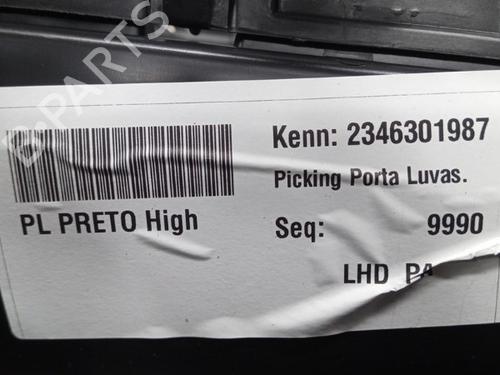 B-PARTS
Kenn: 2346301987
Picking Porta Luvas.
PL PRETO High
Seq: 9990
LHD PA